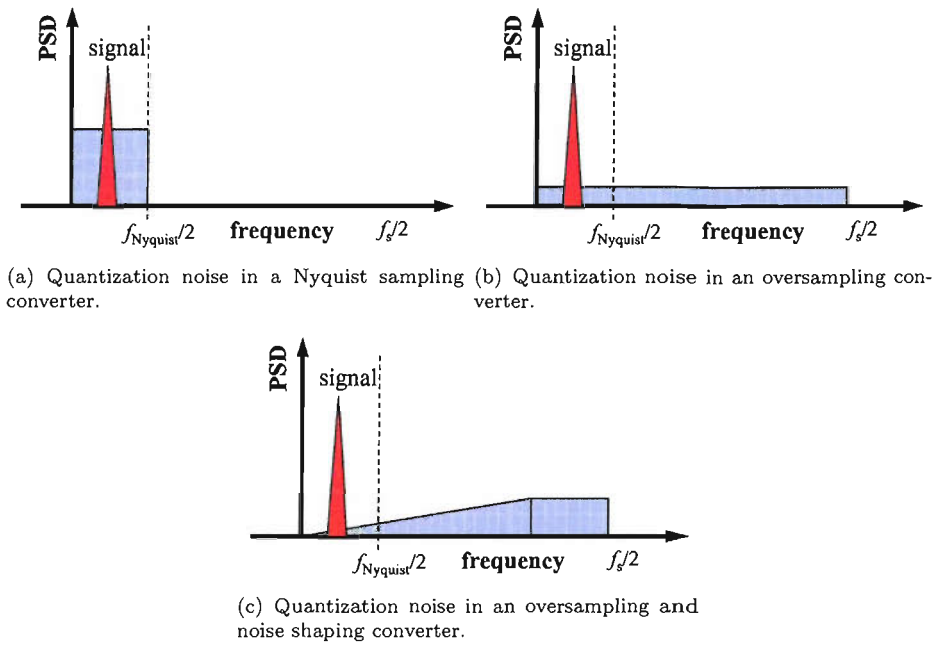 PSD
signal
f_Nyquist/2
frequency
f_s/2
(a) Quantization noise in a Nyquist sampling
converter.
PSD
signal
f_Nyquist/2
frequency
f_s/2
(b) Quantization noise in an oversampling con-
verter.
PSD
signal
f_Nyquist/2
frequency
f_s/2
(c) Quantization noise in an oversampling and
noise shaping converter.